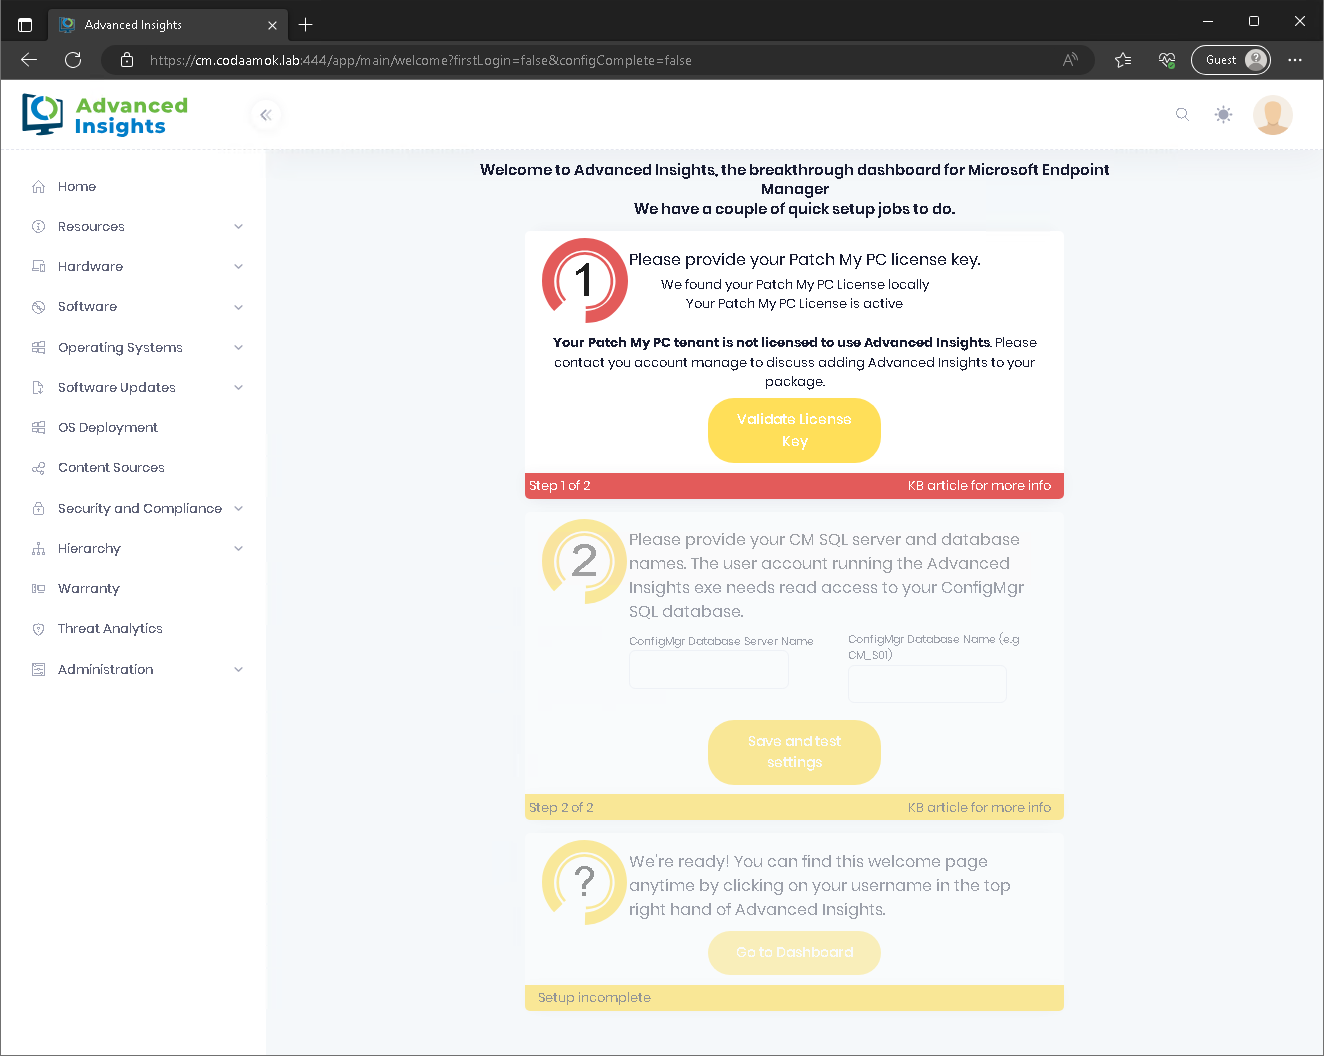 Advanced Insights
https://cm.codaamok.lab:444/app/main/welcome?firstLogin=false&configComplete=false
Guest
Advanced
Insights
Home
Resources
Hardware
Software
Operating Systems
Software Updates
OS Deployment
Content Sources
Security and Compliance
Hierarchy
Warranty
Threat Analytics
Administration
Welcome to Advanced Insights, the breakthrough dashboard for Microsoft Endpoint
Manager
We have a couple of quick setup jobs to do.
1
Please provide your Patch My PC license key.
We found your Patch My PC License locally
Your Patch My PC License is active
Your Patch My PC tenant is not licensed to use Advanced Insights. Please
contact you account manage to discuss adding Advanced Insights to your
package.
Validate License
Key
Step 1 of 2 KB article for more info
2
Please provide your CM SQL server and database
names. The user account running the Advanced
Insights exe needs read access to your ConfigMgr
SQL database.
ConfigMgr Database Server Name
ConfigMgr Database Name (e.g
CM_S01)
Save and test
settings
Step 2 of 2 KB article for more info
?
We're ready! You can find this welcome page
anytime by clicking on your username in the top
right hand of Advanced Insights.
Go to Dashboard
Setup incomplete